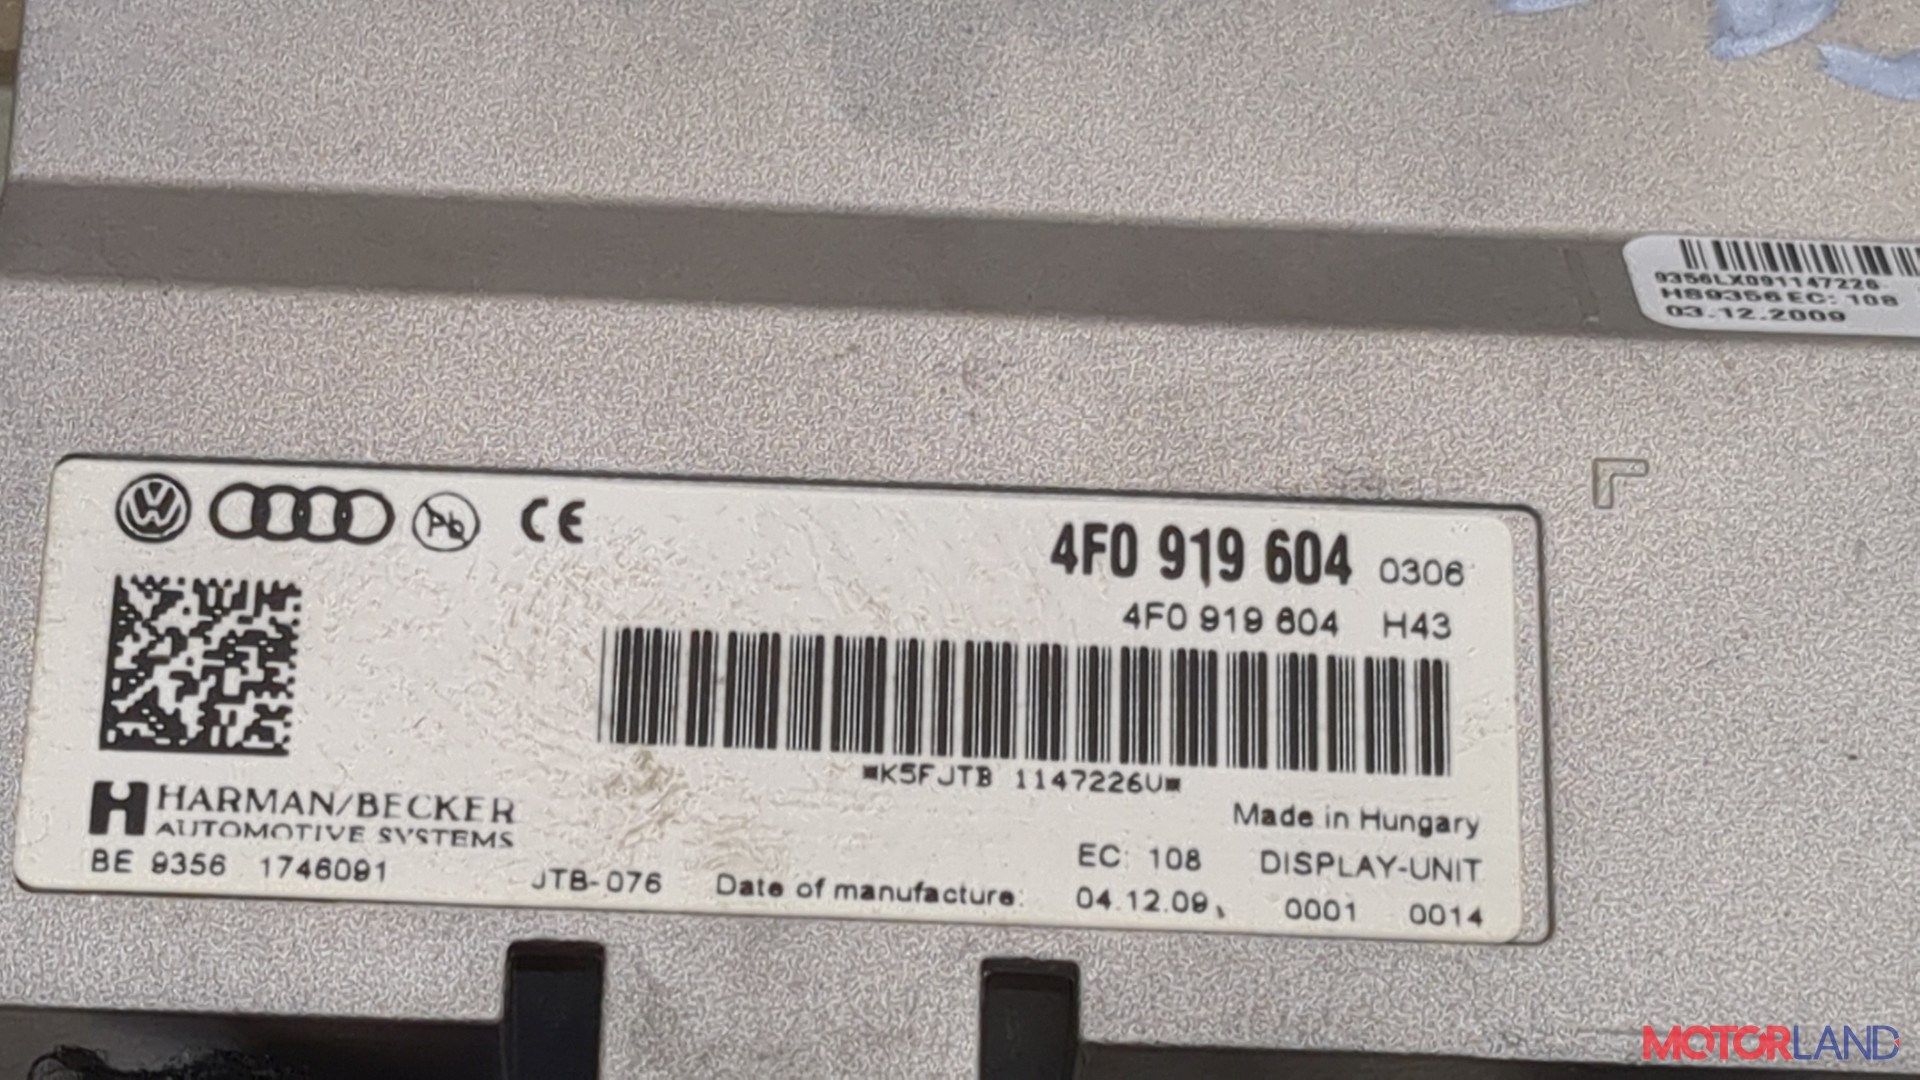 9356LX091147226
HS9356 EC: 108
03.12.2009
Pb CE
4F0 919 604 0306
4F0 919 604 H43
*K5FJTB 1147226U*
HARMAN/BECKER
AUTOMOTIVE SYSTEMS
Made in Hungary
EC: 108 DISPLAY-UNIT
BE 9356 1746091 JTB-076 Date of manufacture: 04.12.09, 0001 0014
MOTORLAND